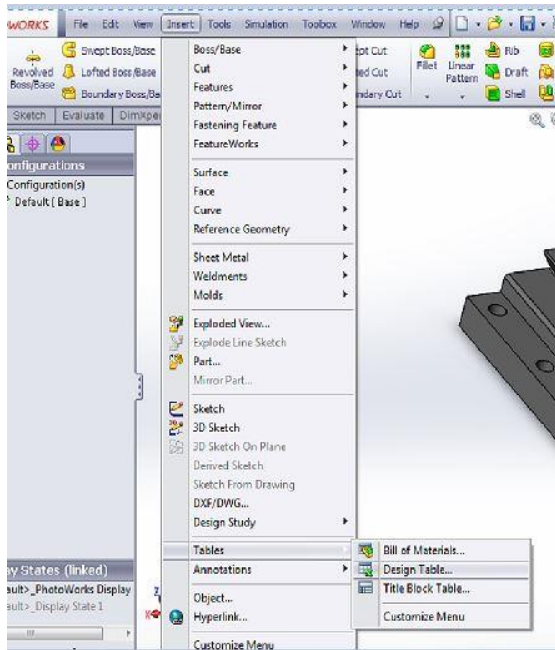 WORKS File Edit View Insert Tools Simulation Toolbox Window Help
Swept Boss/Base
Revolved Boss/Base
Lofted Boss/Base
Boundary Boss/Ba
Cut
Cut
ndary Cut
Fillet
Linear Pattern
Rib
Draft
Shell
Sketch Evaluate DimXpe
onfigurations
Configuration(s)
Default [ Base ]
Boss/Base
Cut
Features
Pattern/Mirror
Fastening Feature
FeatureWorks
Surface
Face
Curve
Reference Geometry
Sheet Metal
Weldments
Molds
Exploded View...
Explode Line Sketch
Part...
Mirror Part...
Sketch
3D Sketch
3D Sketch On Plane
Derived Sketch
Sketch From Drawing
DXF/DWG...
Design Study
Tables
Annotations
Object...
Hyperlink...
Customize Menu
Bill of Materials...
Design Table...
Title Block Table...
Customize Menu
ay States (linked)
ault>_PhotoWorks Display
ault>_Display State 1
Z
X